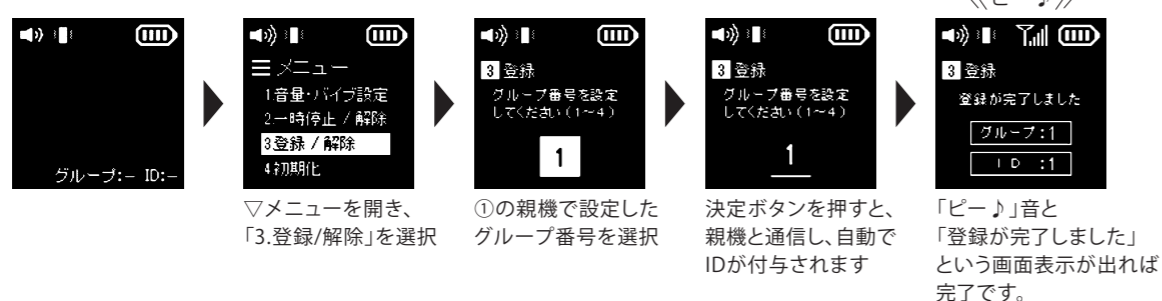 ピー♪
グループ:– ID:–
メニュー
1音量・バイブ設定
2一時停止 / 解除
3登録 / 解除
4初期化
▽メニューを開き、
「3.登録/解除」を選択
3 登録
グループ番号を設定
してください(1〜4)
1
①の親機で設定した
グループ番号を選択
3 登録
グループ番号を設定
してください(1〜4)
1
決定ボタンを押すと、
親機と通信し、自動で
IDが付与されます
3 登録
登録が完了しました
グループ:1
ID :1
「ピー♪」音と
「登録が完了しました」
という画面表示が出れば
完了です。